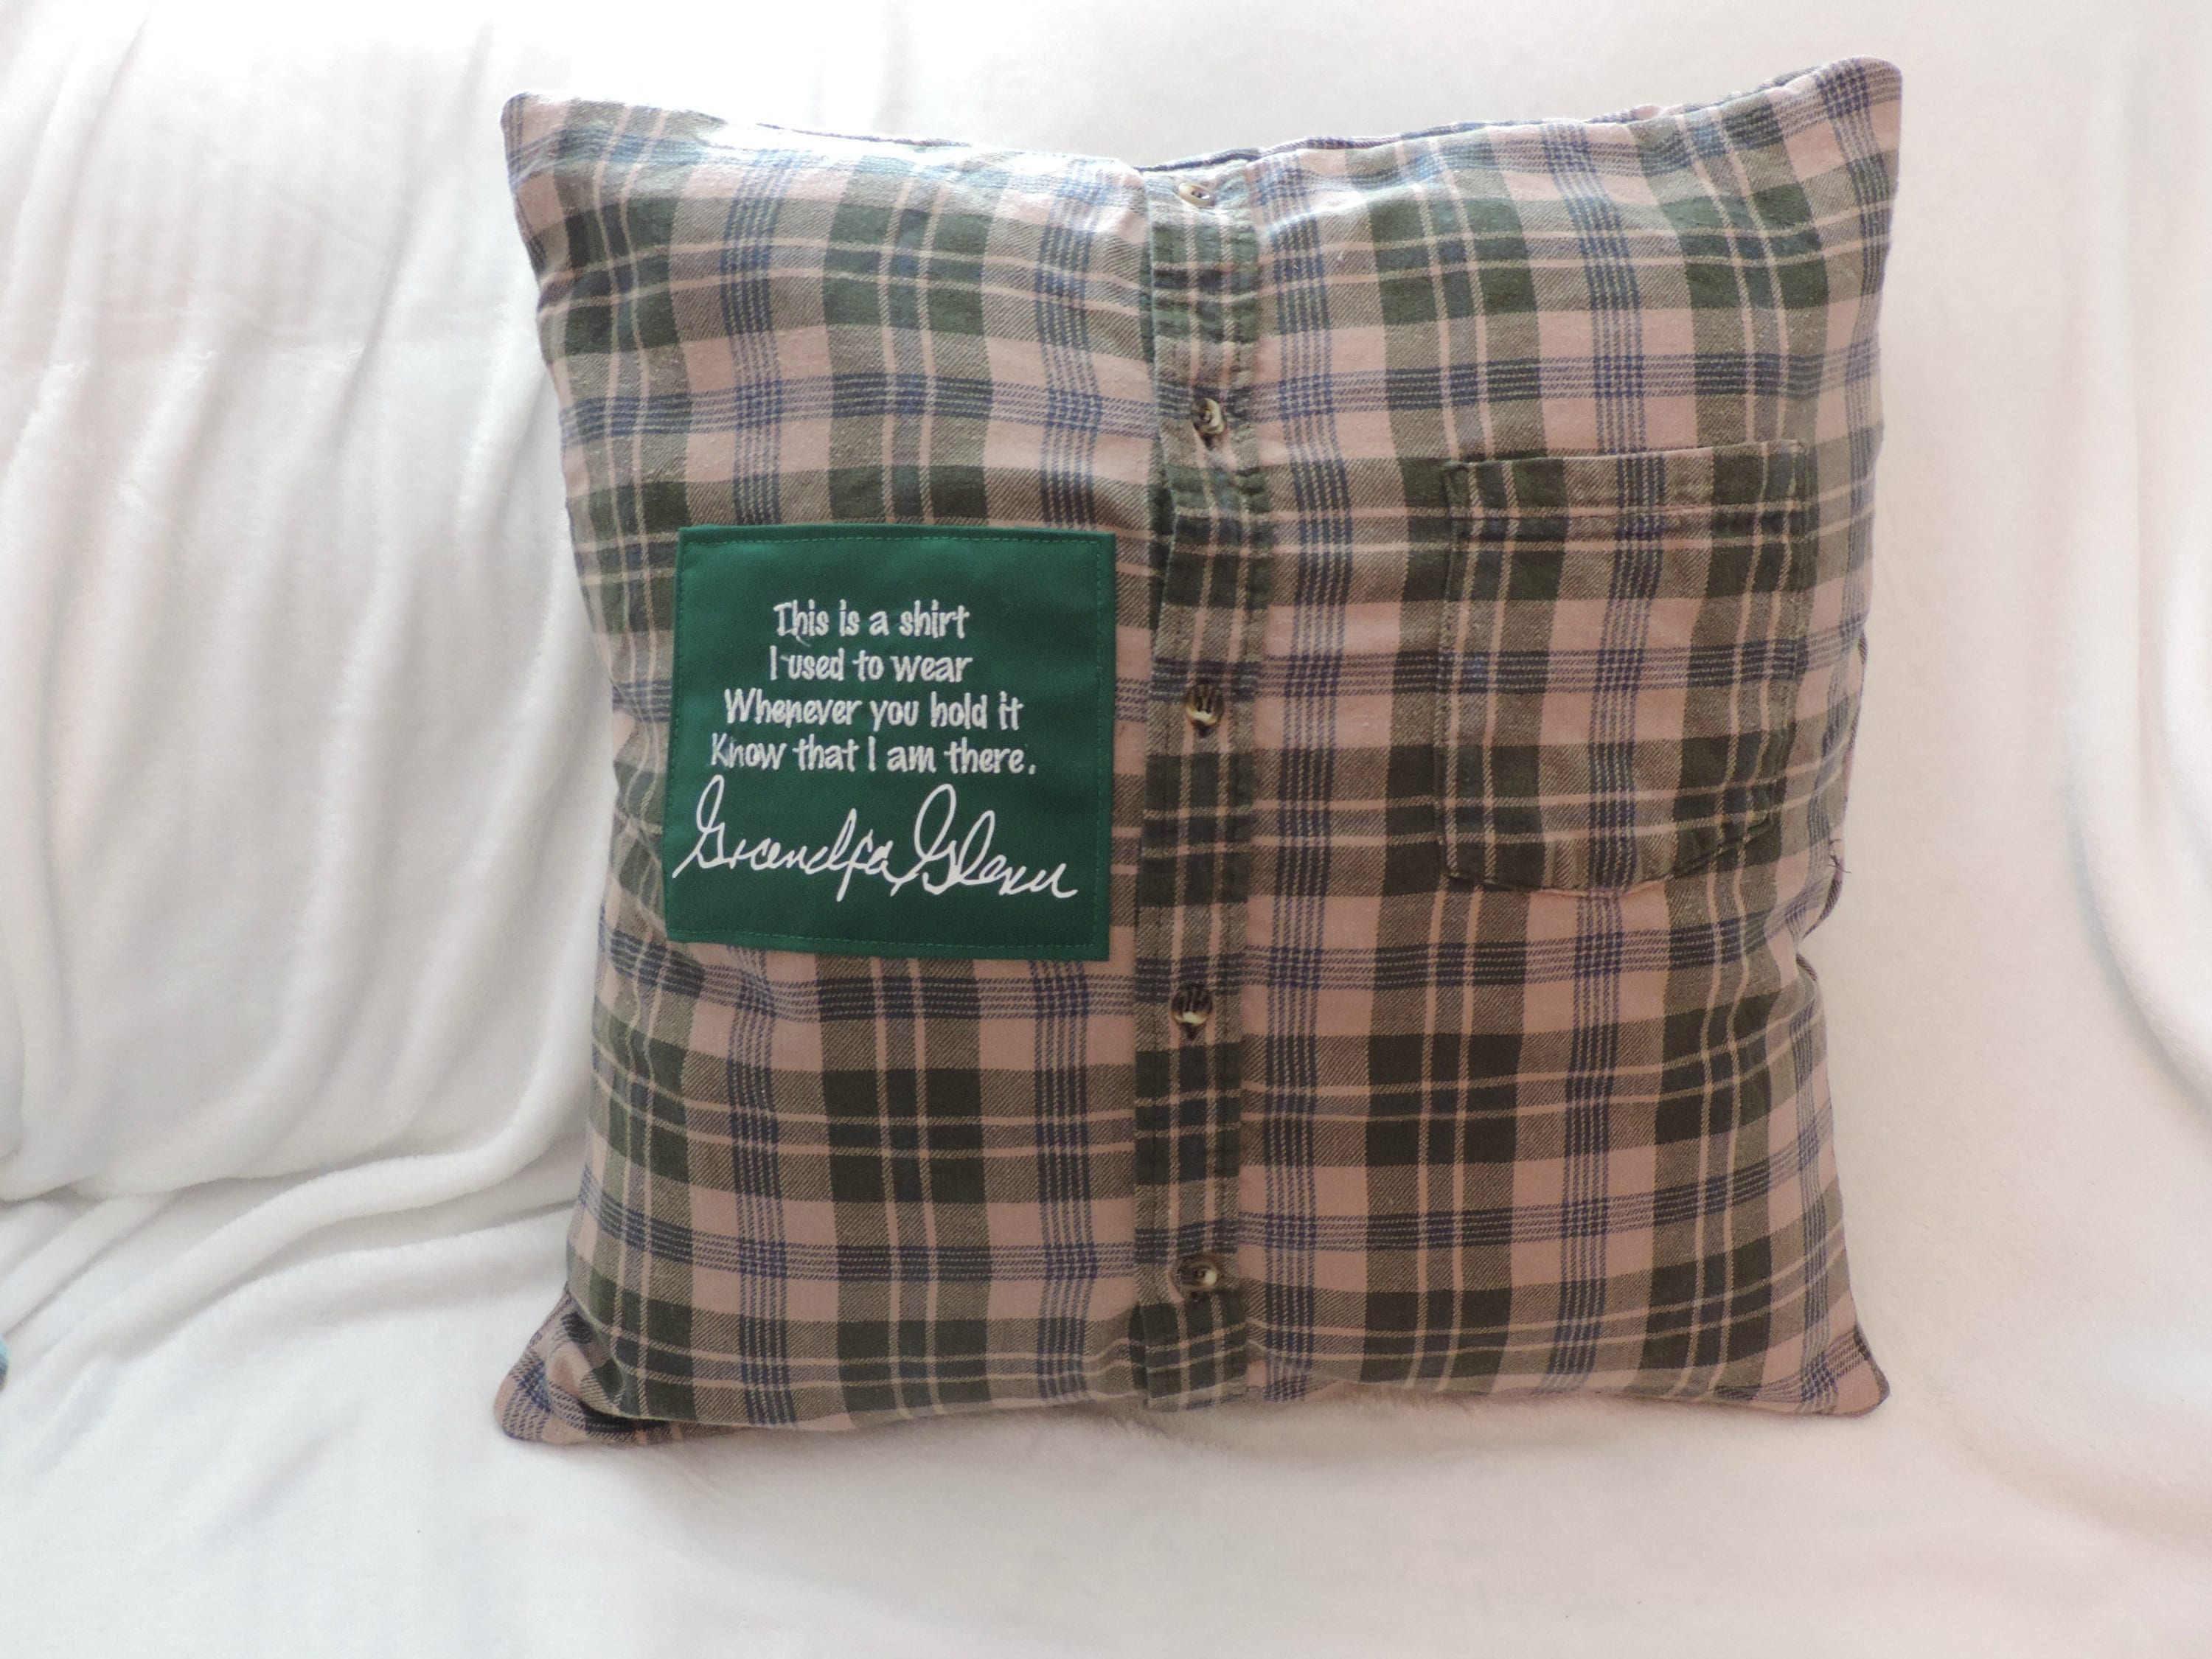 This is a shirt
I used to wear
Whenever you hold it
Know that I am there.
Grandpa Glenn